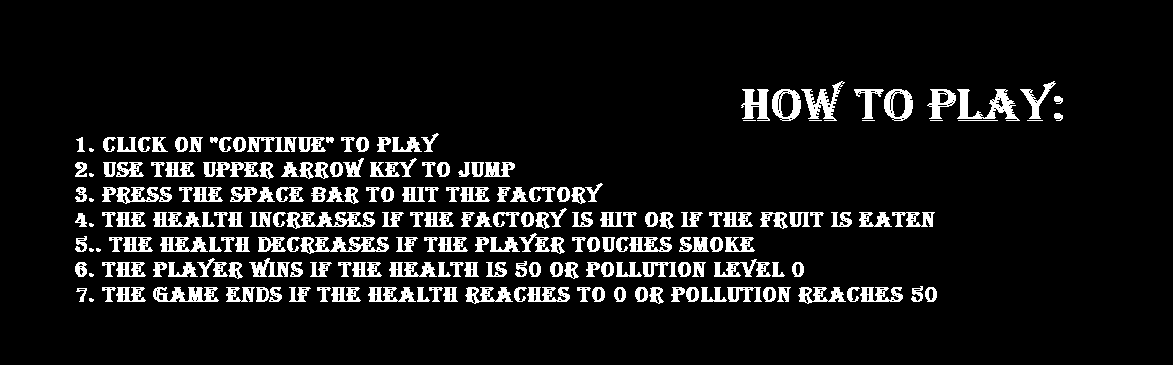 HOW TO PLAY:
1. CLICK ON "CONTINUE" TO PLAY
2. USE THE UPPER ARROW KEY TO JUMP
3. PRESS THE SPACE BAR TO HIT THE FACTORY
4. THE HEALTH INCREASES IF THE FACTORY IS HIT OR IF THE FRUIT IS EATEN
5.. THE HEALTH DECREASES IF THE PLAYER TOUCHES SMOKE
6. THE PLAYER WINS IF THE HEALTH IS 50 OR POLLUTION LEVEL 0
7. THE GAME ENDS IF THE HEALTH REACHES TO 0 OR POLLUTION REACHES 50